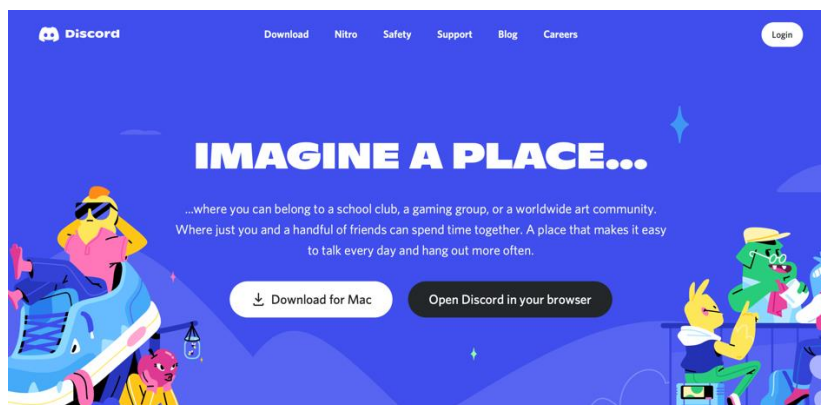 Discord
Download Nitro Safety Support Blog Careers
Login
IMAGINE A PLACE...
...where you can belong to a school club, a gaming group, or a worldwide art community.
Where just you and a handful of friends can spend time together. A place that makes it easy
to talk every day and hang out more often.
Download for Mac
Open Discord in your browser